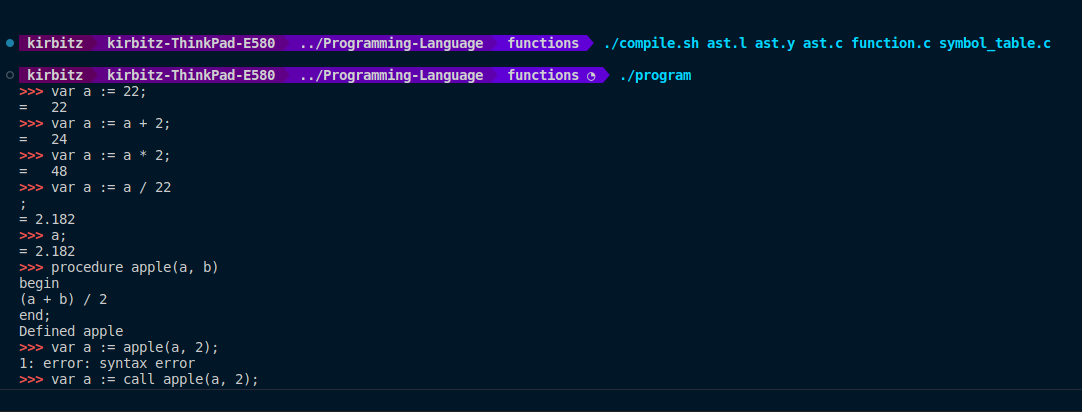 kirbitz kirbitz-ThinkPad-E580 ../Programming-Language functions ./compile.sh ast.l ast.y ast.c function.c symbol_table.c
kirbitz kirbitz-ThinkPad-E580 ../Programming-Language functions ◔ ./program
>>> var a := 22;
=   22
>>> var a := a + 2;
=   24
>>> var a := a * 2;
=   48
>>> var a := a / 22
;
= 2.182
>>> a;
= 2.182
>>> procedure apple(a, b)
begin
(a + b) / 2
end;
Defined apple
>>> var a := apple(a, 2);
1: error: syntax error
>>> var a := call apple(a, 2);